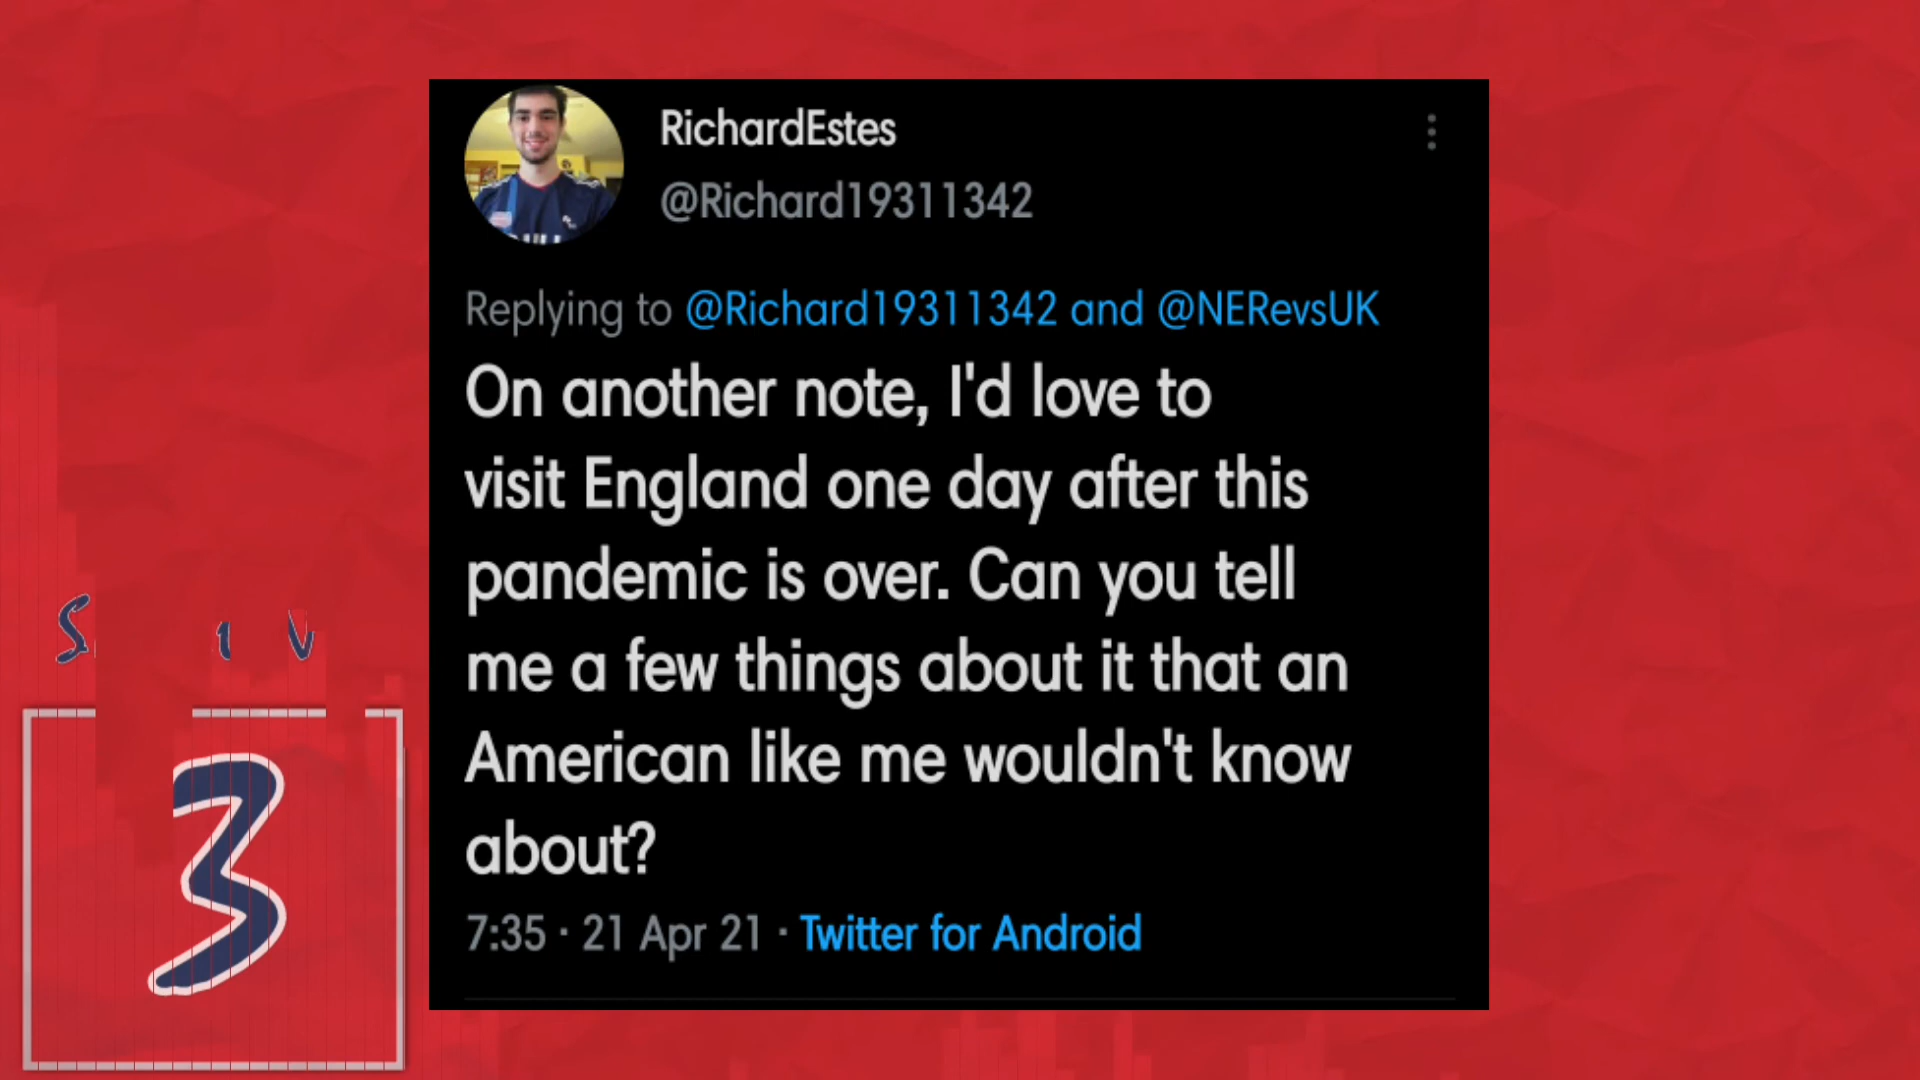 RichardEstes
@Richard19311342
Replying to @Richard19311342 and @NERevsUK
On another note, I'd love to
visit England one day after this
pandemic is over. Can you tell
me a few things about it that an
American like me wouldn't know
about?
7:35 · 21 Apr 21 · Twitter for Android
3